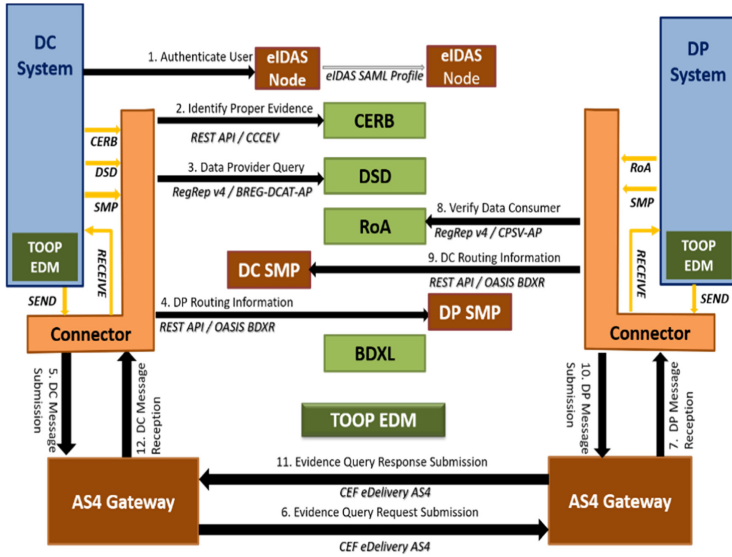 DC
System
1. Authenticate User
eIDAS
Node
eIDAS SAML Profile
eIDAS
Node
DP
System
2. Identify Proper Evidence
REST API / CCCEV
CERB
CERB
DSD
SMP
3. Data Provider Query
RegRep v4 / BREG-DCAT-AP
DSD
RoA
8. Verify Data Consumer
RegRep v4 / CPSV-AP
RoA
SMP
TOOP
EDM
RECEIVE
SEND
DC SMP
9. DC Routing Information
REST API / OASIS BDXR
TOOP
EDM
RECEIVE
SEND
4. DP Routing Information
REST API / OASIS BDXR
DP SMP
Connector
Connector
BDXL
5. DC Message
Submission
12. DC Message
Reception
10. DP Message
Submission
7. DP Message
Reception
TOOP EDM
11. Evidence Query Response Submission
CEF eDelivery AS4
AS4 Gateway
AS4 Gateway
6. Evidence Query Request Submission
CEF eDelivery AS4